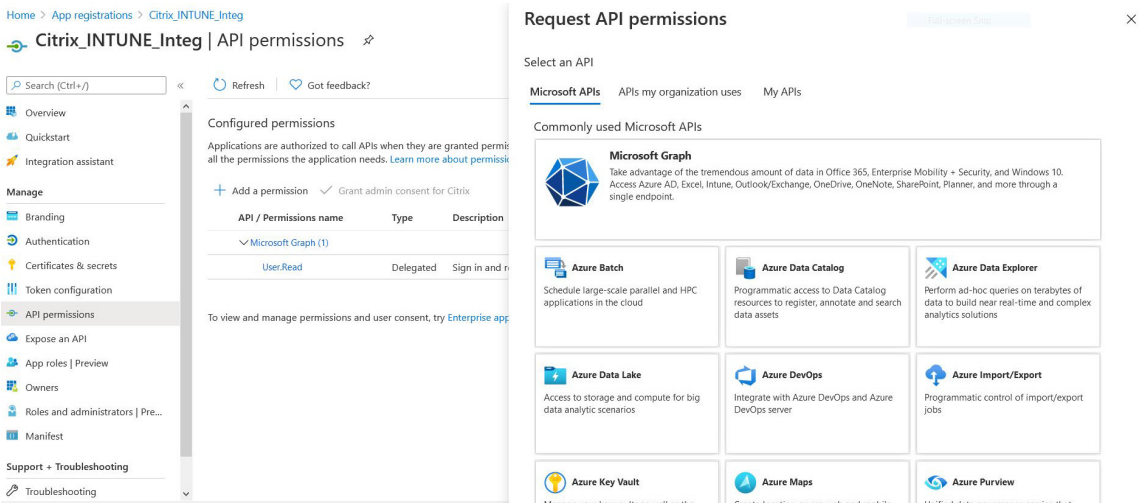 Home > App registrations > Citrix_INTUNE_Integ
Citrix_INTUNE_Integ | API permissions
Search (Ctrl+/)
«
Overview
Quickstart
Integration assistant
Manage
Branding
Authentication
Certificates & secrets
Token configuration
API permissions
Expose an API
App roles | Preview
Owners
Roles and administrators | Pre...
Manifest
Support + Troubleshooting
Troubleshooting
Refresh
Got feedback?
Configured permissions
Applications are authorized to call APIs when they are granted permis
all the permissions the application needs. Learn more about permissio
Add a permission
Grant admin consent for Citrix
API / Permissions name Type Description
Microsoft Graph (1)
User.Read Delegated Sign in and r
To view and manage permissions and user consent, try Enterprise app
Request API permissions
Select an API
Microsoft APIs APIs my organization uses My APIs
Commonly used Microsoft APIs
Microsoft Graph
Take advantage of the tremendous amount of data in Office 365, Enterprise Mobility + Security, and Windows 10.
Access Azure AD, Excel, Intune, Outlook/Exchange, OneDrive, OneNote, SharePoint, Planner, and more through a
single endpoint.
Azure Batch
Schedule large-scale parallel and HPC
applications in the cloud
Azure Data Catalog
Programmatic access to Data Catalog
resources to register, annotate and search
data assets
Azure Data Explorer
Perform ad-hoc queries on terabytes of
data to build near real-time and complex
analytics solutions
Azure Data Lake
Access to storage and compute for big
data analytic scenarios
Azure DevOps
Integrate with Azure DevOps and Azure
DevOps server
Azure Import/Export
Programmatic control of import/export
jobs
Azure Key Vault
Azure Maps
Azure Purview